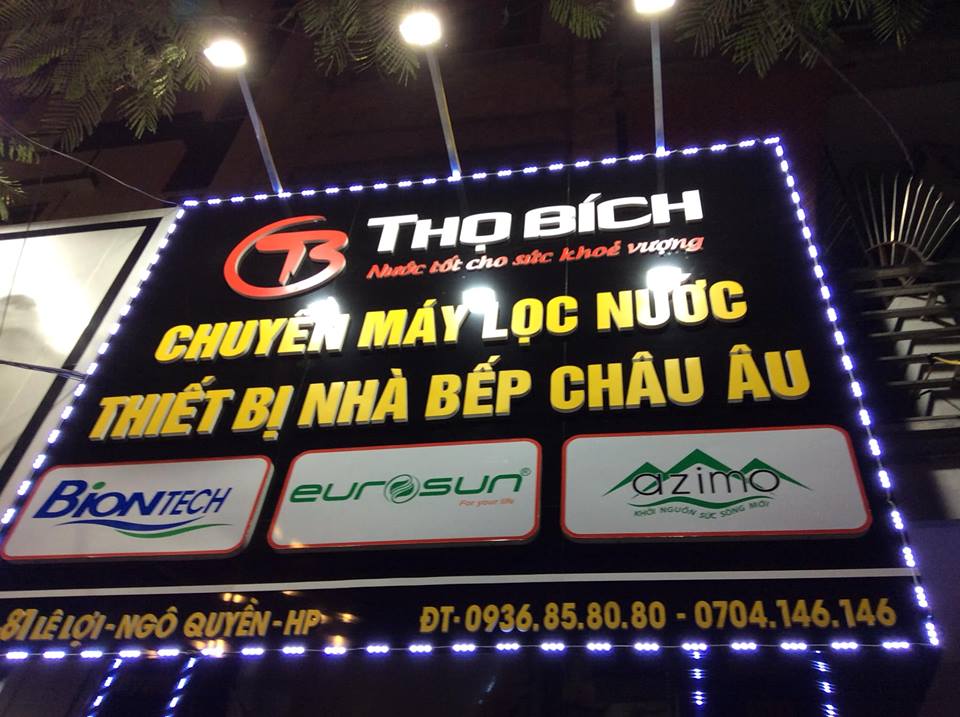 TB THỌ BÍCH
Nước tốt cho sức khoẻ vượng
CHUYÊN MÁY LỌC NƯỚC
THIẾT BỊ NHÀ BẾP CHÂU ÂU
BIONTECH
eurosun®
For your life
azimo
KHƠI NGUỒN SỨC SỐNG MỚI
87 LÊ LỢI - NGÔ QUYỀN - HP
ĐT- 0936.85.80.80 - 0704.146.146